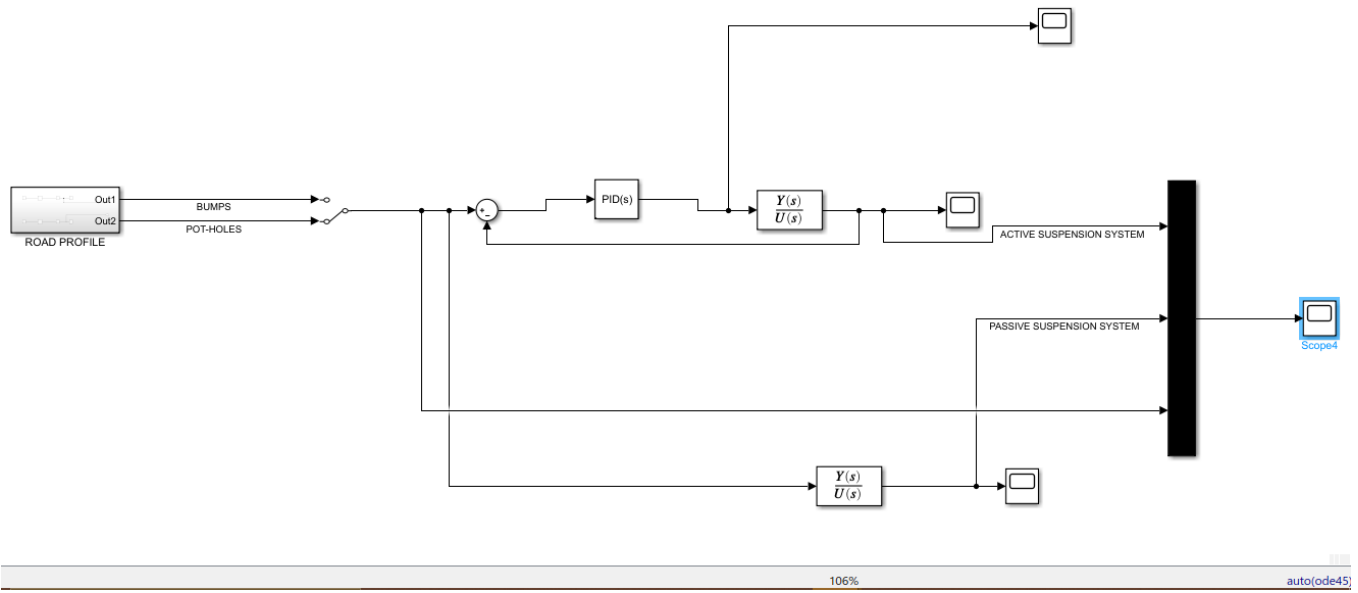 Out1
Out2
ROAD PROFILE
BUMPS
POT-HOLES
+
_
PID(s)
Y(s)
U(s)
ACTIVE SUSPENSION SYSTEM
PASSIVE SUSPENSION SYSTEM
Scope4
Y(s)
U(s)
106%
auto(ode45)